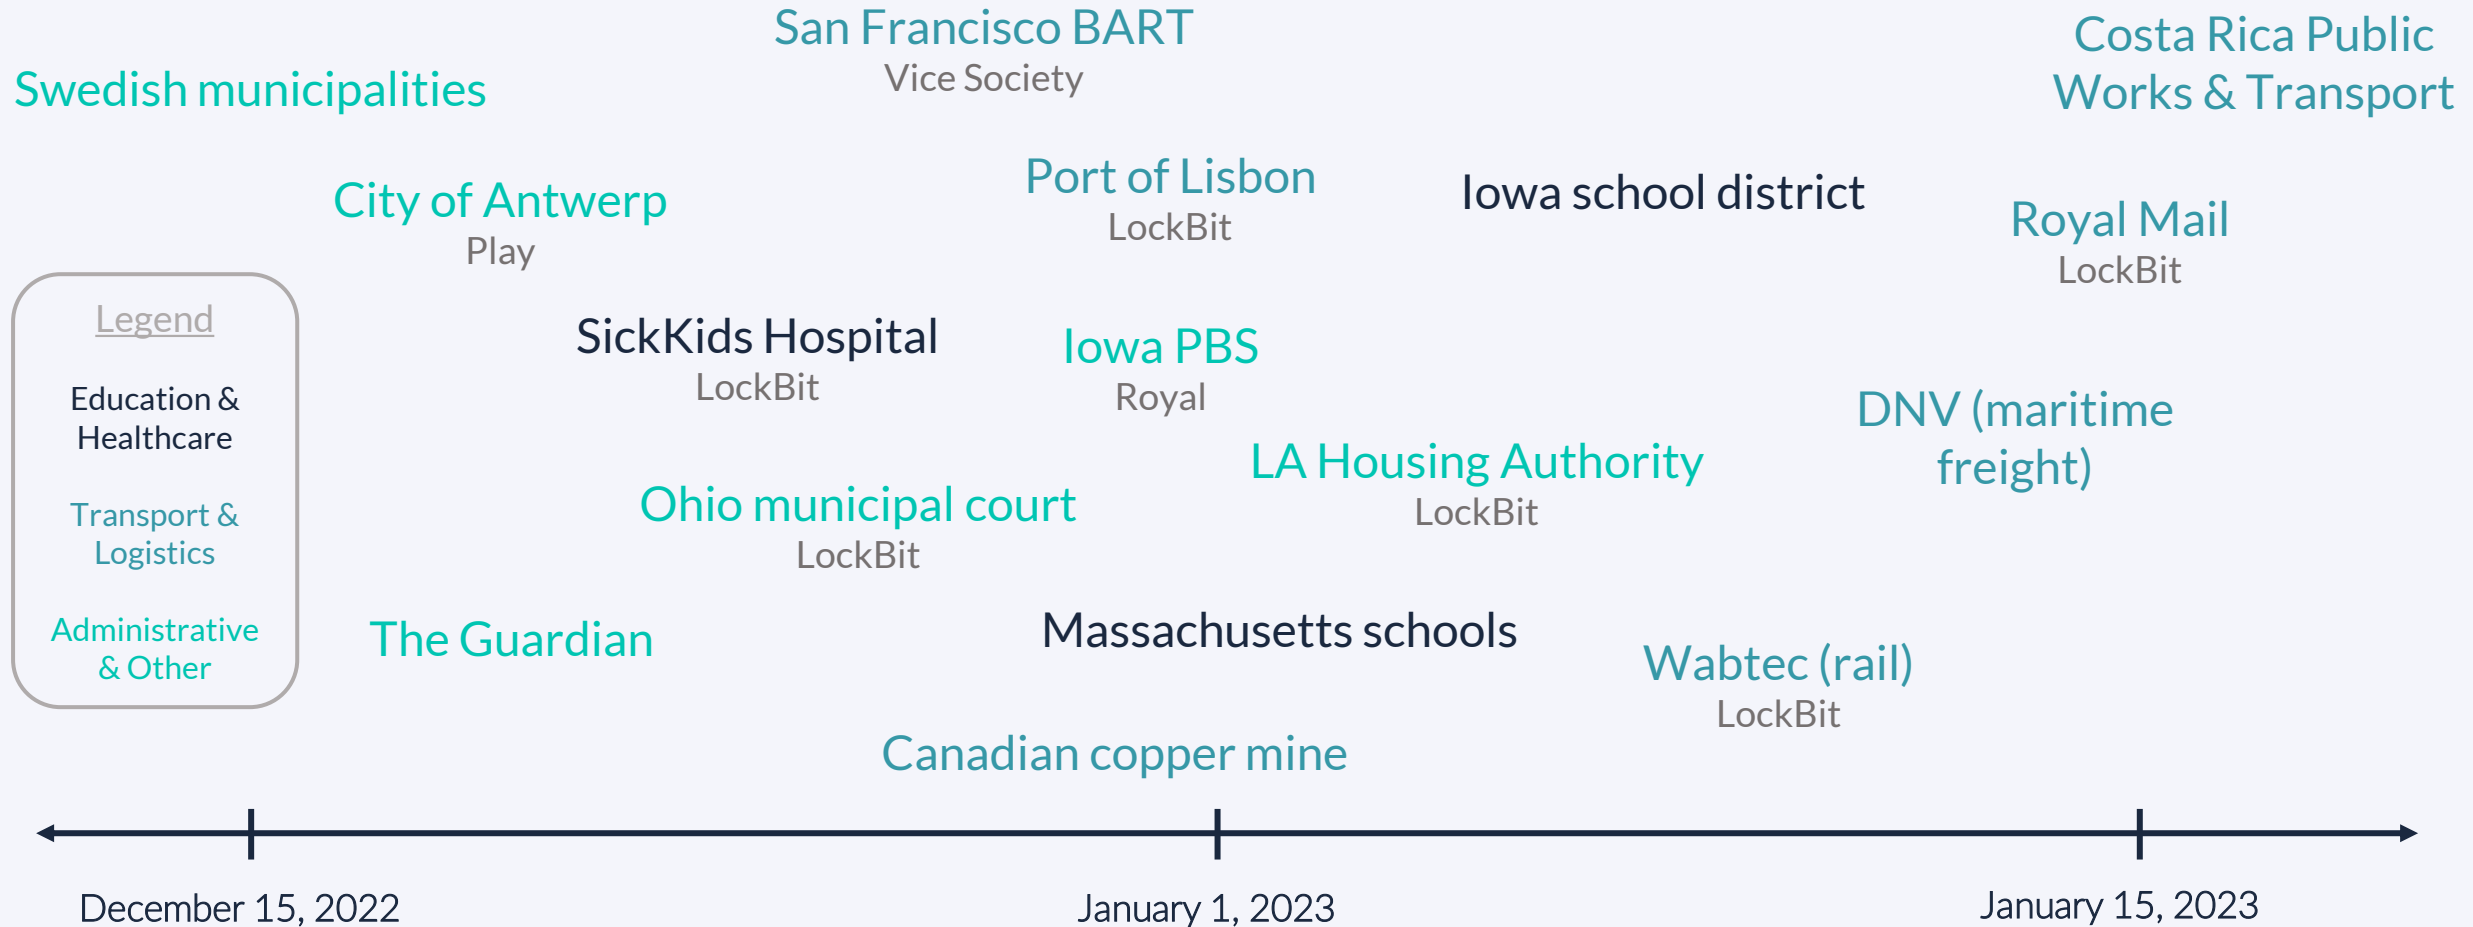 San Francisco BART
Vice Society
Costa Rica Public
Works & Transport
Swedish municipalities
City of Antwerp
Play
Port of Lisbon
LockBit
Iowa school district
Royal Mail
LockBit
Legend
Education &
Healthcare
Transport &
Logistics
Administrative
& Other
SickKids Hospital
LockBit
Iowa PBS
Royal
DNV (maritime
freight)
LA Housing Authority
LockBit
Ohio municipal court
LockBit
The Guardian
Massachusetts schools
Wabtec (rail)
LockBit
Canadian copper mine
December 15, 2022
January 1, 2023
January 15, 2023